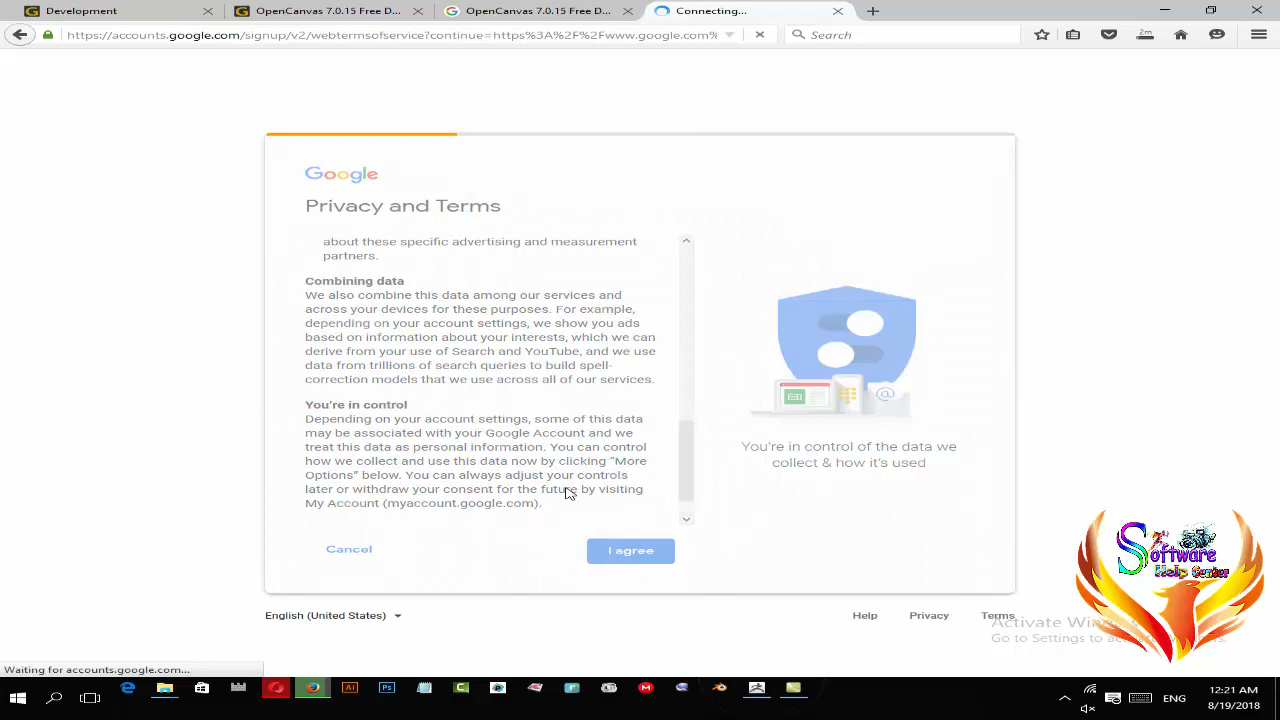 Development
OpenCanvas 7.0.15 Free D...
OpenCanvas 7.0.15 Free D...
Connecting...
https://accounts.google.com/signup/v2/webtermsofservice?continue=https%3A%2F%2Fwww.google.com%
Search
2m
Google
Privacy and Terms
about these specific advertising and measurement
partners.
Combining data
We also combine this data among our services and
across your devices for these purposes. For example,
depending on your account settings, we show you ads
based on information about your interests, which we can
derive from your use of Search and YouTube, and we use
data from trillions of search queries to build spell-
correction models that we use across all of our services.
You're in control
Depending on your account settings, some of this data
may be associated with your Google Account and we
treat this data as personal information. You can control
how we collect and use this data now by clicking “More
Options” below. You can always adjust your controls
later or withdraw your consent for the future by visiting
My Account (myaccount.google.com).
You're in control of the data we
collect & how it's used
Cancel
I agree
English (United States)
Help
Privacy
Terms
Software
Help Center
Activate Win
Go to Settings to
Waiting for accounts.google.com...
ENG
12:21 AM
8/19/2018